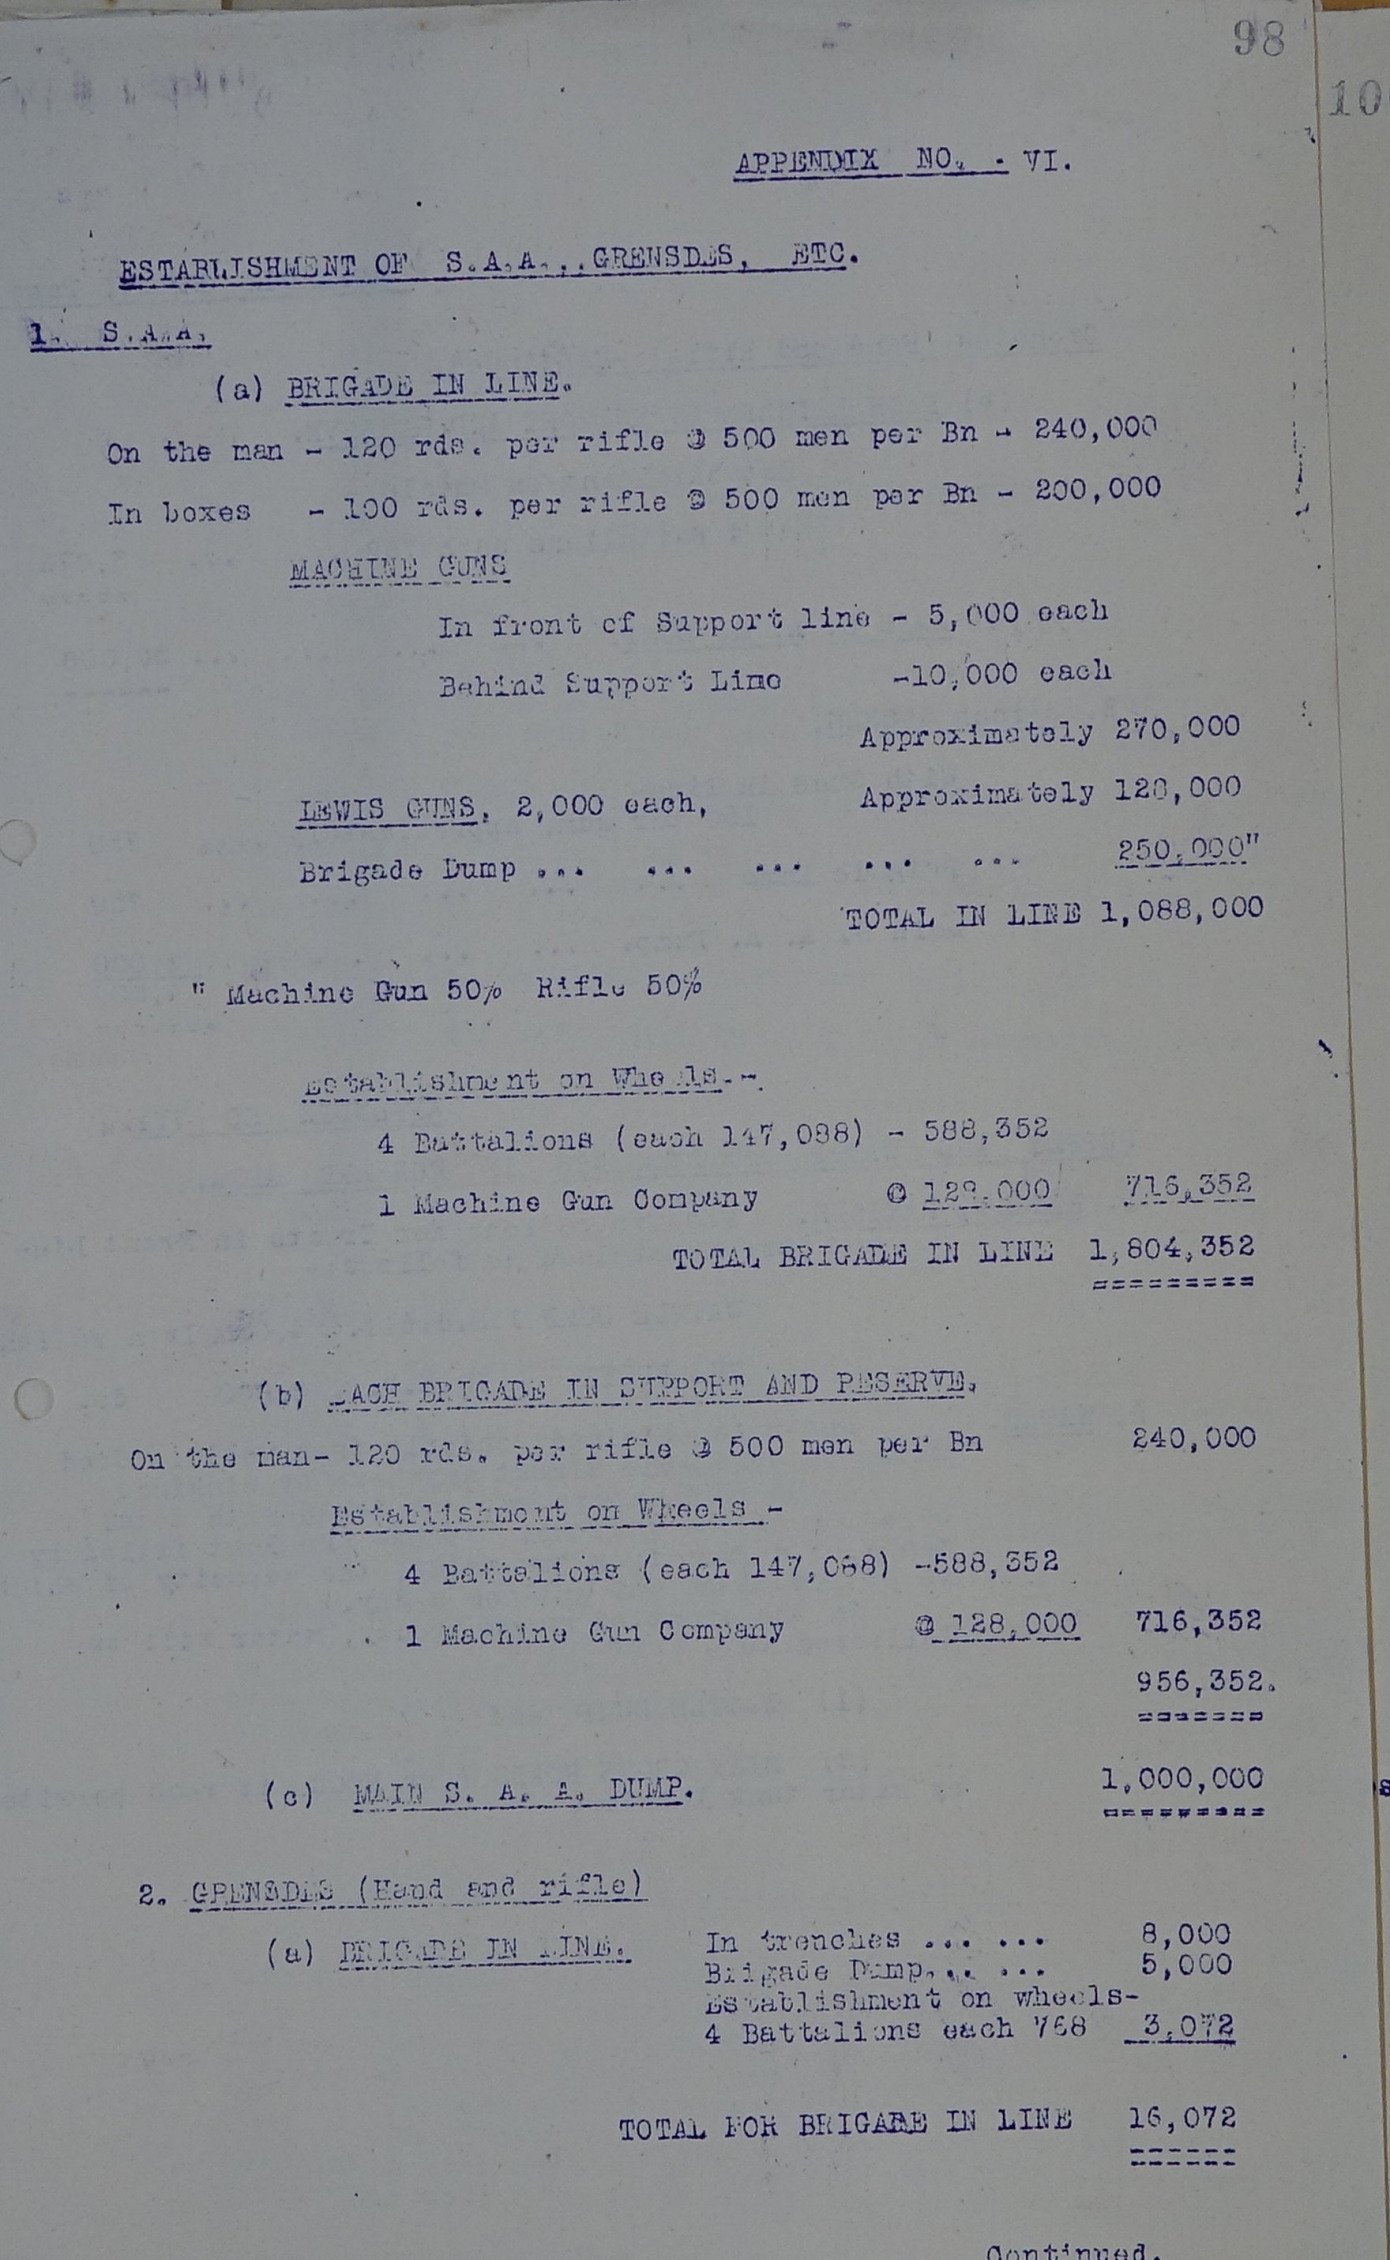 98
10
APPENDIX NO. - VI.
ESTABLISHMENT OF S.A.A., GRENSDES, ETC.
1. S.A.A.
(a) BRIGADE IN LINE.
On the man - 120 rds. per rifle @ 500 men per Bn - 240,000
In boxes - 100 rds. per rifle @ 500 men per Bn - 200,000
MACHINE GUNS
In front of Support line - 5,000 each
Behind Support Line -10,000 each
Approximately 270,000
LEWIS GUNS, 2,000 each, Approximately 128,000
Brigade Dump ... ... ... ... ... 250,000"
TOTAL IN LINE 1,088,000
" Machine Gun 50% Rifle 50%
Establishment on Wheels.-
4 Battalions (each 147,088) - 588,352
1 Machine Gun Company @ 128,000 716,352
TOTAL BRIGADE IN LINE 1,804,352
=========
(b) EACH BRIGADE IN SUPPORT AND RESERVE.
On the man- 120 rds. per rifle @ 500 men per Bn 240,000
Establishment on Wheels -
4 Battalions (each 147,088) -588,352
1 Machine Gun Company @ 128,000 716,352
956,352.
=======
(c) MAIN S. A. A. DUMP. 1,000,000
=========
2. GRENSDES (Hand and rifle)
(a) BRIGADE IN LINE. In trenches ... ... 8,000
Brigade Dump... ... 5,000
Establishment on wheels-
4 Battalions each 768 3,072
TOTAL FOR BRIGADE IN LINE 16,072
======
Continued.